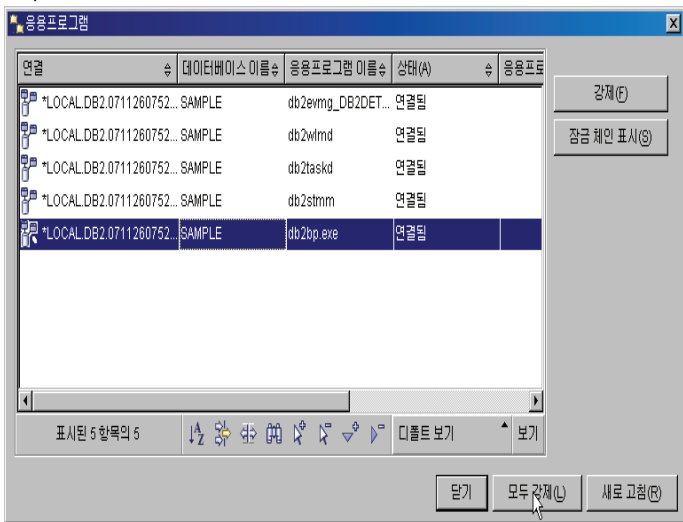 응용프로그램
연결 데이터베이스 이름 응용프로그램 이름 상태(A) 응용프로
*LOCAL.DB2.0711260752... SAMPLE db2evmg_DB2DET... 연결됨
*LOCAL.DB2.0711260752... SAMPLE db2wlmd 연결됨
*LOCAL.DB2.0711260752... SAMPLE db2taskd 연결됨
*LOCAL.DB2.0711260752... SAMPLE db2stmm 연결됨
*LOCAL.DB2.0711260752... SAMPLE db2bp.exe 연결됨
강제(F)
잠금 체인 표시(S)
표시된 5 항목의 5 디폴트 보기 보기
닫기 모두 강제(L) 새로 고침(R)